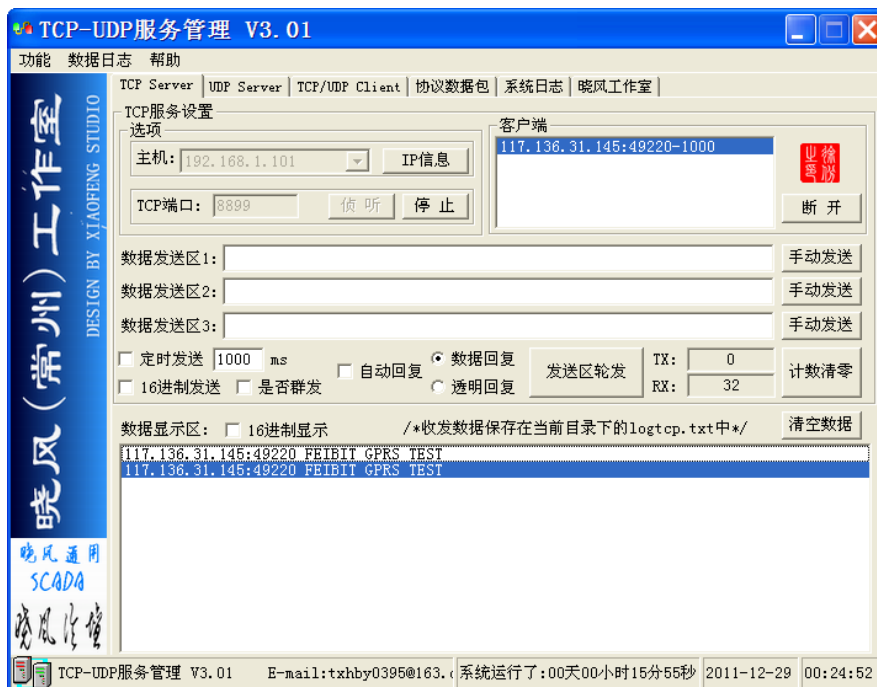 TCP-UDP服务管理 V3.01
功能 数据日志 帮助
TCP Server UDP Server TCP/UDP Client 协议数据包 系统日志 晓风工作室
TCP服务设置
选项
主机: 192.168.1.101 IP信息
TCP端口: 8899 侦听 停止
客户端
117.136.31.145:49220-1000
断开
数据发送区1: 手动发送
数据发送区2: 手动发送
数据发送区3: 手动发送
定时发送 1000 ms 自动回复 数据回复 发送区轮发 TX: 0 计数清零
16进制发送 是否群发 透明回复 RX: 32
数据显示区: 16进制显示 /*收发数据保存在当前目录下的logtcp.txt中*/ 清空数据
117.136.31.145:49220 FEIBIT GPRS TEST
117.136.31.145:49220 FEIBIT GPRS TEST
晓风(常州)工作室
DESIGN BY XIAOFENG STUDIO
晓风通用
SCADA
晓风论坛
TCP-UDP服务管理 V3.01 E-mail:txhby0395@163. 系统运行了:00天00小时15分55秒 2011-12-29 00:24:52